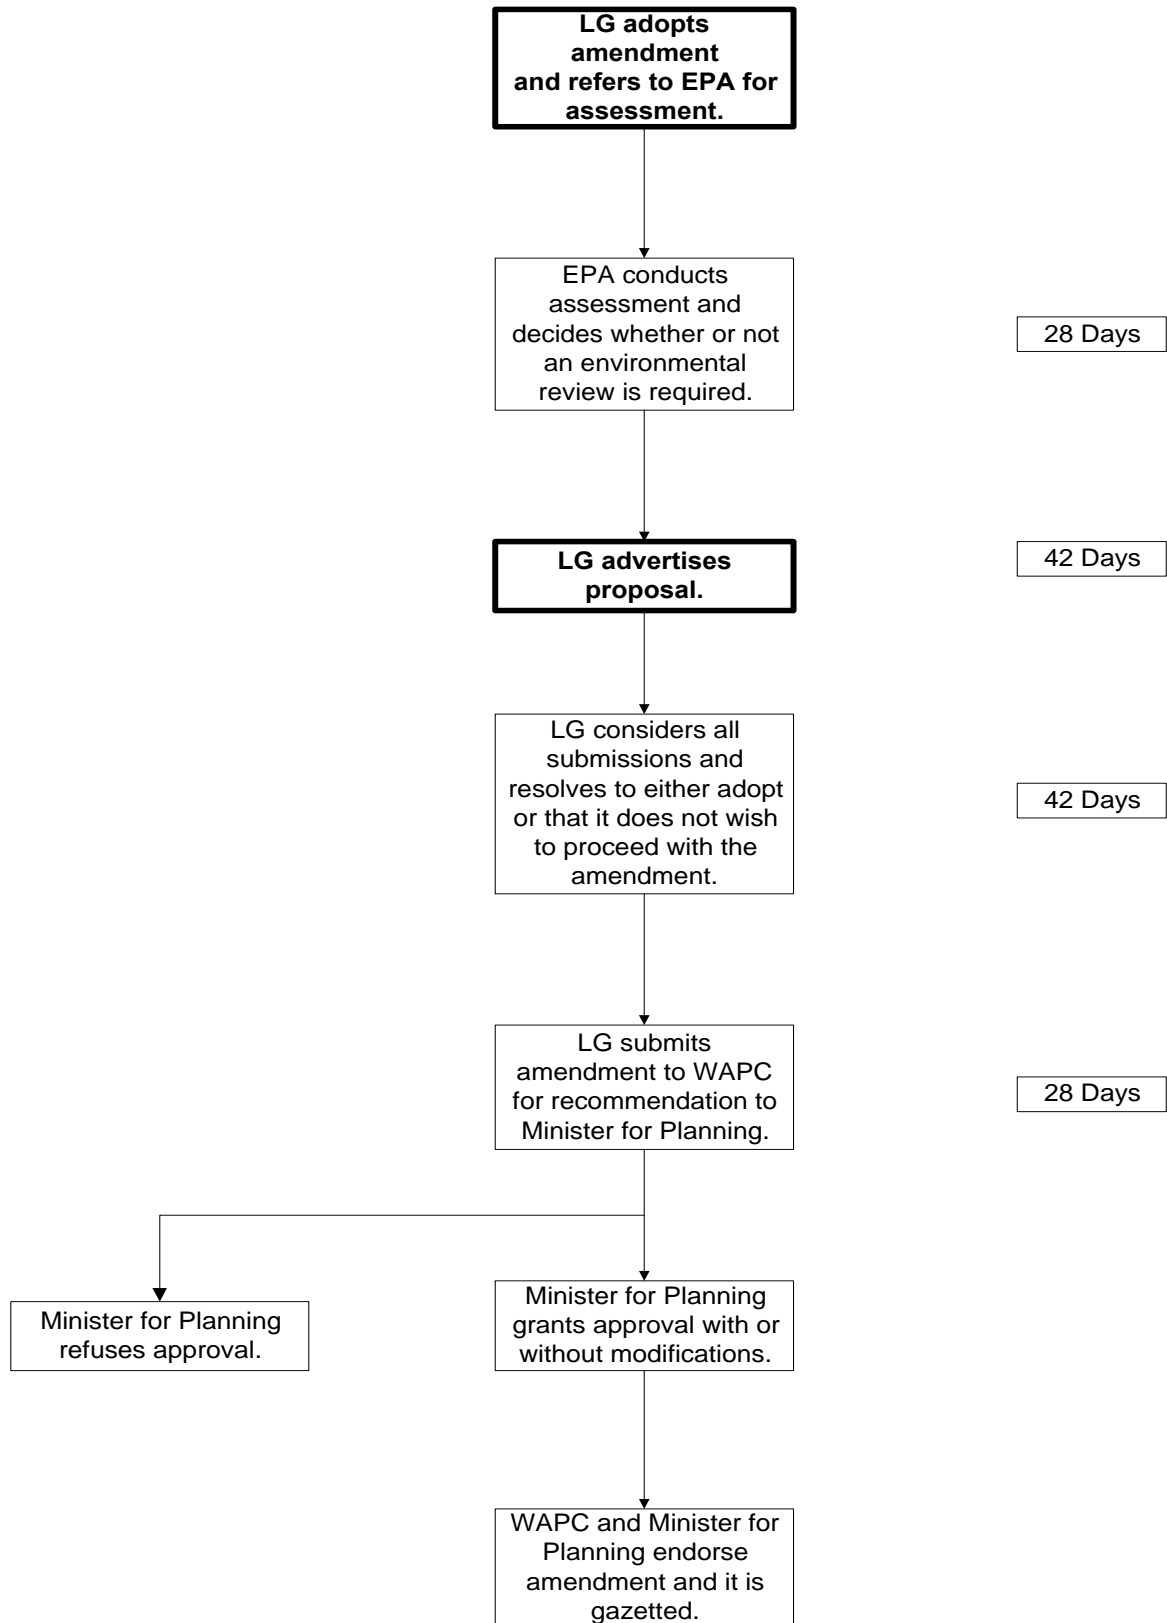 LG adopts
amendment
and refers to EPA for
assessment.
EPA conducts
assessment and
decides whether or not
an environmental
review is required.
28 Days
LG advertises
proposal.
42 Days
LG considers all
submissions and
resolves to either adopt
or that it does not wish
to proceed with the
amendment.
42 Days
LG submits
amendment to WAPC
for recommendation to
Minister for Planning.
28 Days
Minister for Planning
refuses approval.
Minister for Planning
grants approval with or
without modifications.
WAPC and Minister for
Planning endorse
amendment and it is
gazetted.